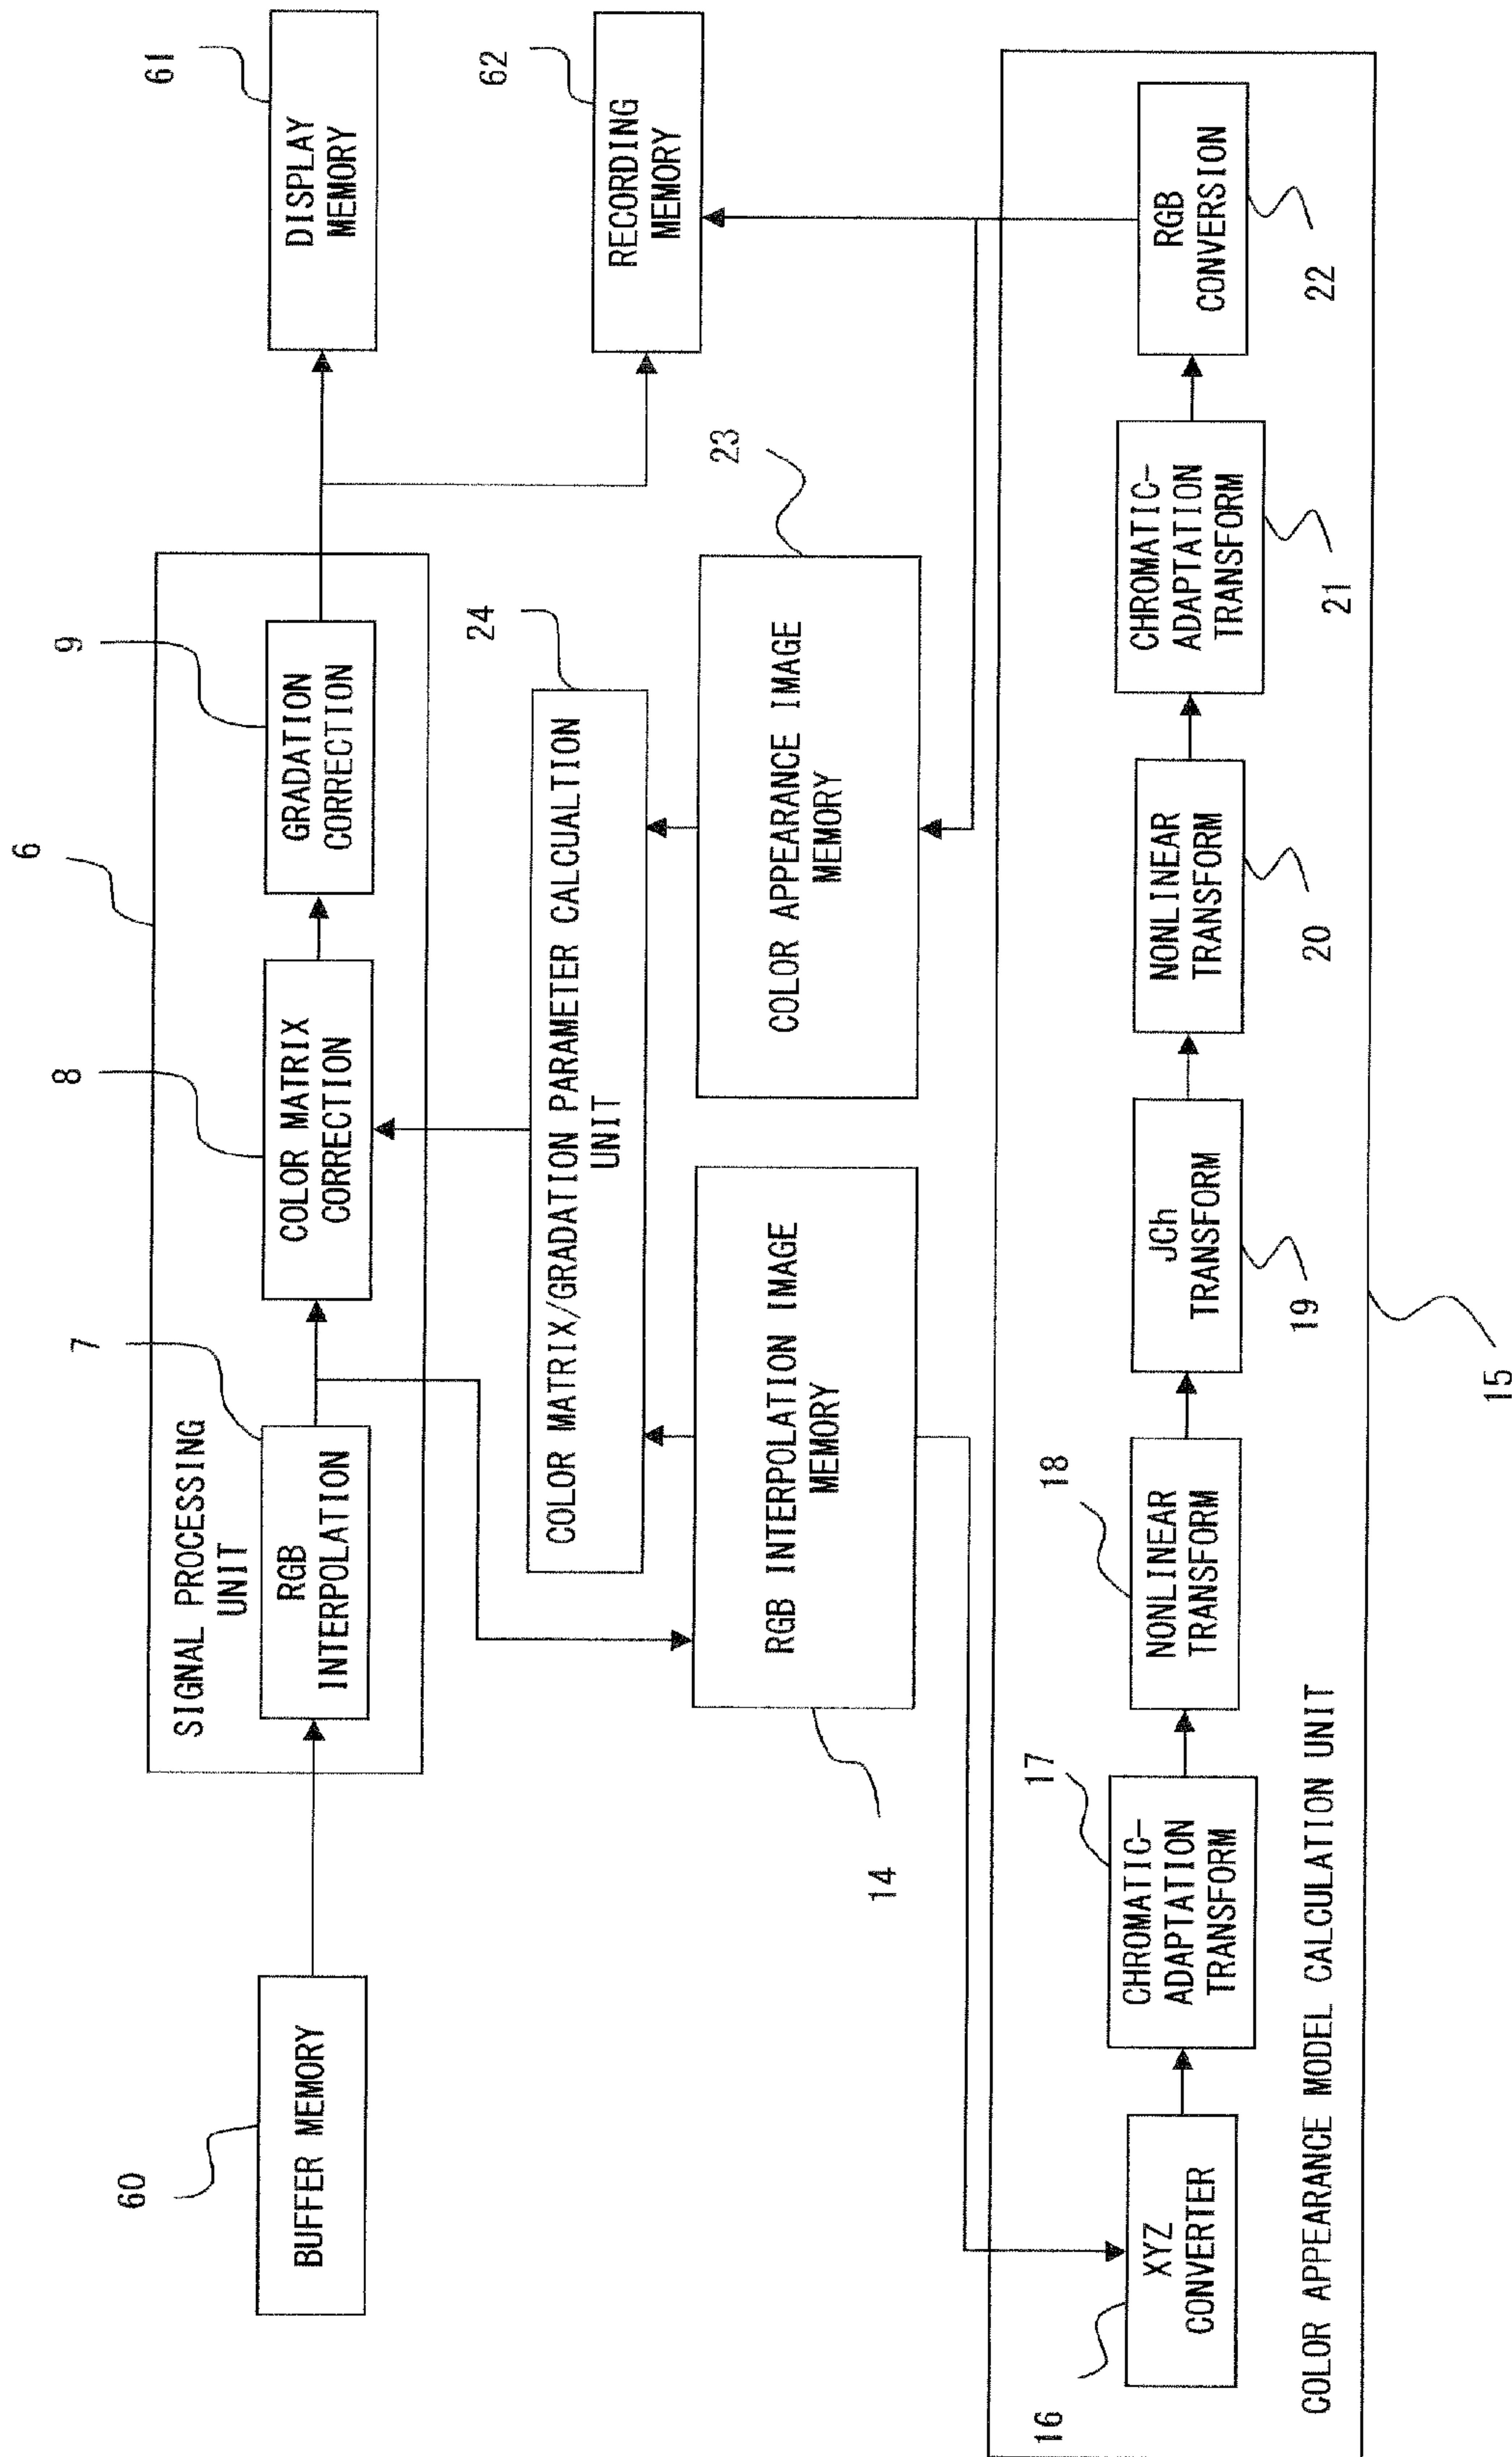 60
BUFFER MEMORY
6
SIGNAL PROCESSING
UNIT
7
RGB
INTERPOLATION
8
COLOR MATRIX
CORRECTION
9
GRADATION
CORRECTION
61
DISPLAY
MEMORY
62
RECORDING
MEMORY
24
COLOR MATRIX/GRADATION PARAMETER CALCUALTION
UNIT
14
RGB INTERPOLATION IMAGE
MEMORY
23
COLOR APPEARANCE IMAGE
MEMORY
16
XYZ
CONVERTER
17
CHROMATIC-
ADAPTATION
TRANSFORM
18
NONLINEAR
TRANSFORM
19
JCh
TRANSFORM
20
NONLINEAR
TRANSFORM
21
CHROMATIC-
ADAPTATION
TRANSFORM
22
RGB
CONVERSION
COLOR APPEARANCE MODEL CALCULATION UNIT
15